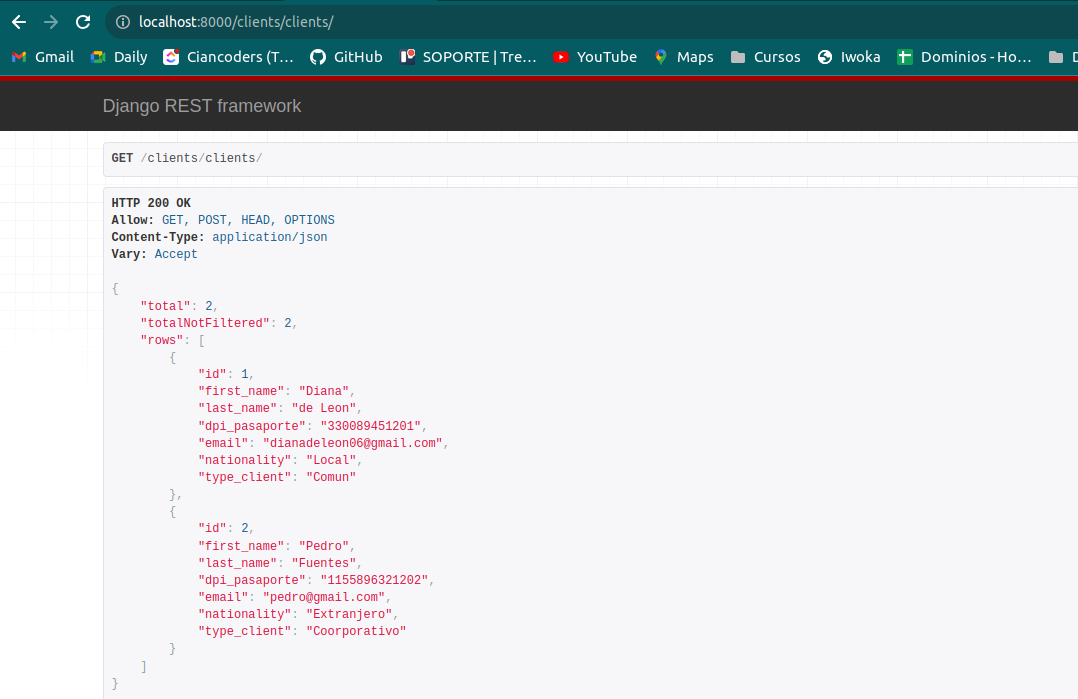 localhost:8000/clients/clients/
Gmail Daily Ciancoders (T... GitHub SOPORTE | Tre... YouTube Maps Cursos Iwoka Dominios - Ho...
Django REST framework
GET /clients/clients/
HTTP 200 OK
Allow: GET, POST, HEAD, OPTIONS
Content-Type: application/json
Vary: Accept
{
"total": 2,
"totalNotFiltered": 2,
"rows": [
{
"id": 1,
"first_name": "Diana",
"last_name": "de Leon",
"dpi_pasaporte": "330089451201",
"email": "dianadeleon06@gmail.com",
"nationality": "Local",
"type_client": "Comun"
},
{
"id": 2,
"first_name": "Pedro",
"last_name": "Fuentes",
"dpi_pasaporte": "1155896321202",
"email": "pedro@gmail.com",
"nationality": "Extranjero",
"type_client": "Coorporativo"
}
]
}